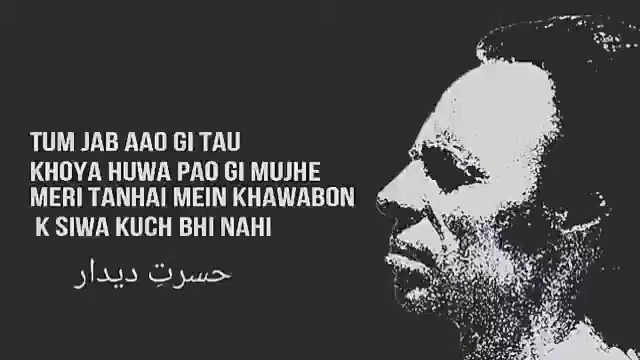 TUM JAB AAO GI TAU
KHOYA HUWA PAO GI MUJHE
MERI TANHAI MEIN KHAWABON
K SIWA KUCH BHI NAHI
حسرتِ دیدار